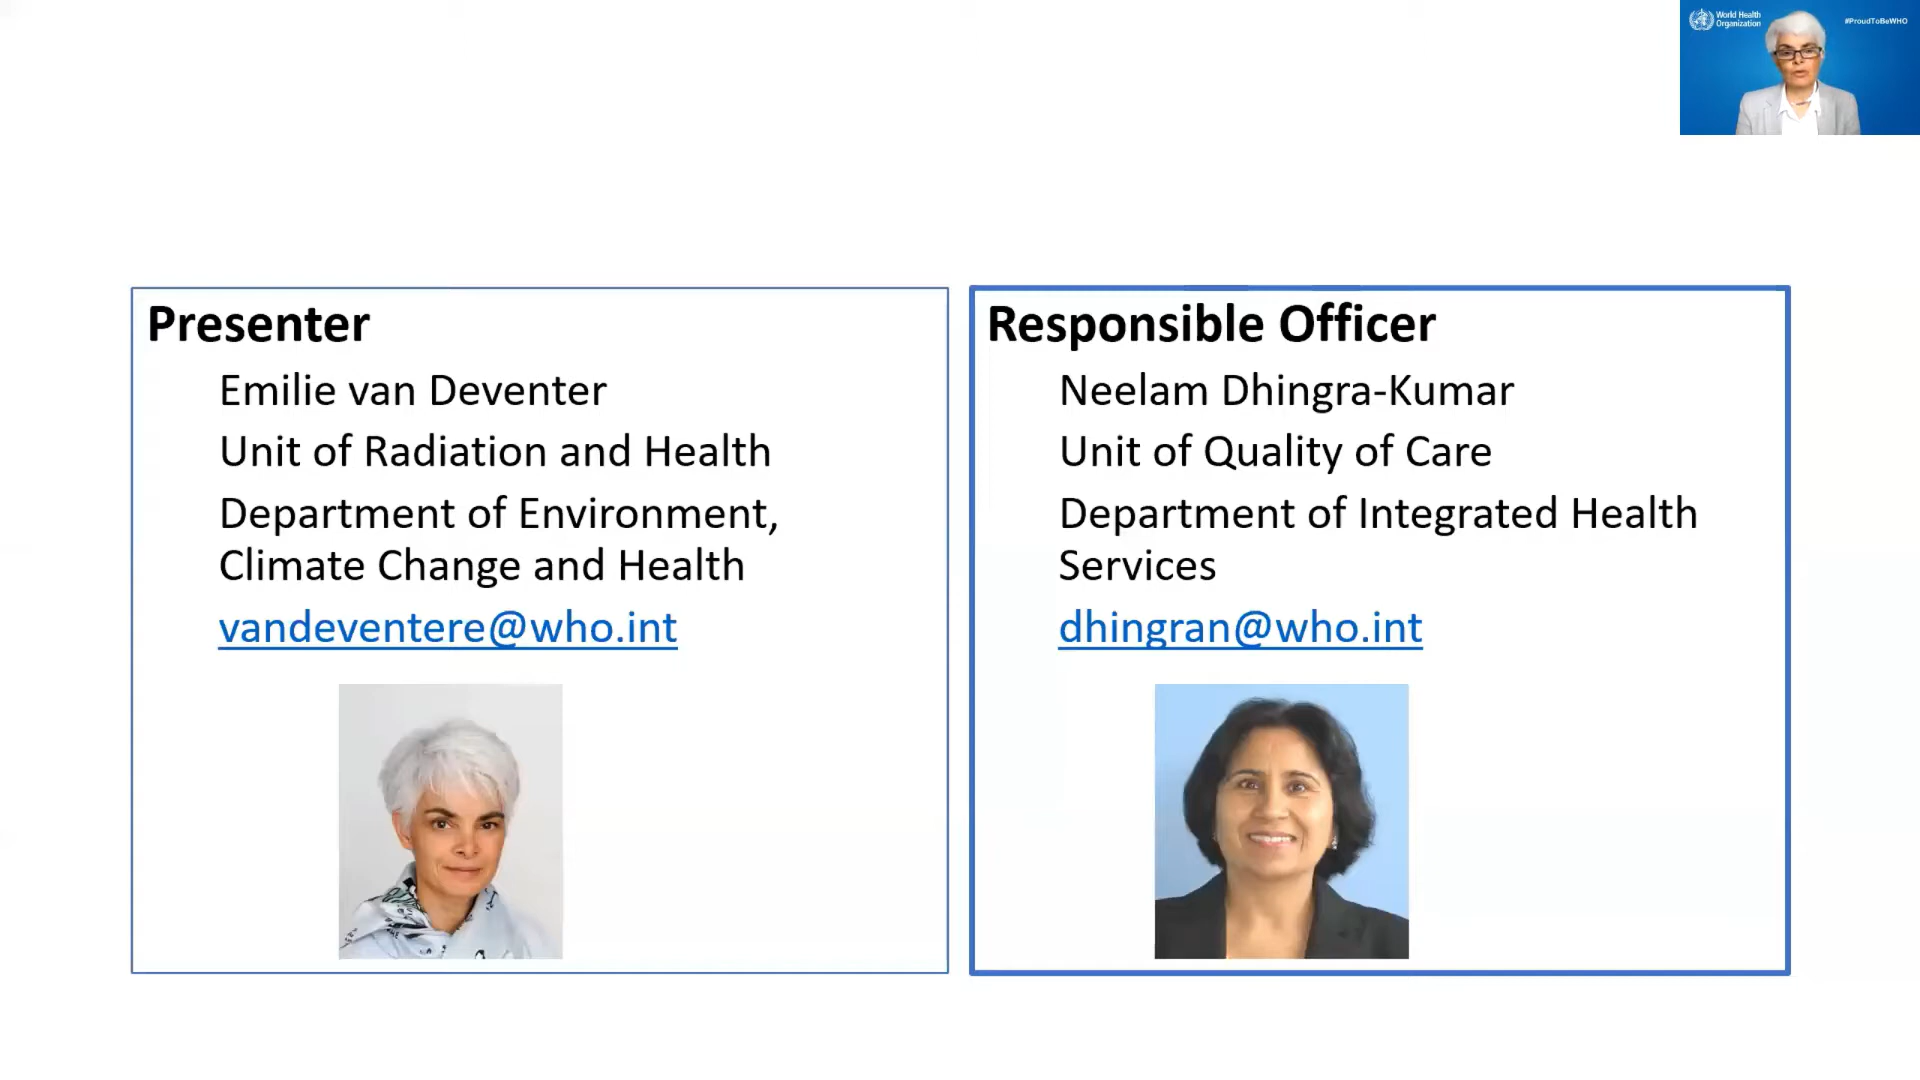 World Health
Organization
#ProudToBeWHO
Presenter
Emilie van Deventer
Unit of Radiation and Health
Department of Environment,
Climate Change and Health
vandeventere@who.int
Responsible Officer
Neelam Dhingra-Kumar
Unit of Quality of Care
Department of Integrated Health
Services
dhingran@who.int